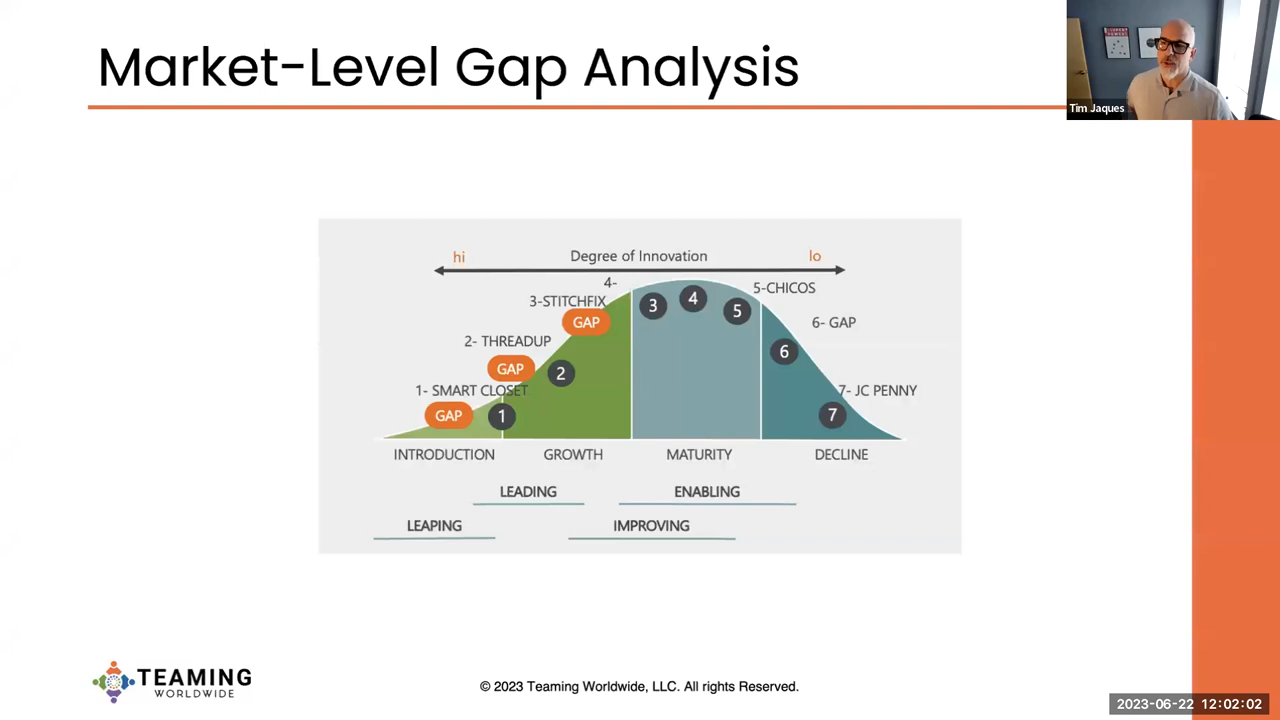 Market-Level Gap Analysis
Tim Jaques
hi
Degree of Innovation
lo
4-
3-STITCHFIX
GAP
2- THREADUP
GAP
1- SMART CLOSET
GAP
1
2
3
4
5
5-CHICOS
6- GAP
6
7- JC PENNY
7
INTRODUCTION
GROWTH
MATURITY
DECLINE
LEADING
ENABLING
LEAPING
IMPROVING
TEAMING
WORLDWIDE
© 2023 Teaming Worldwide, LLC. All rights Reserved.
2023-06-22 12:02:02